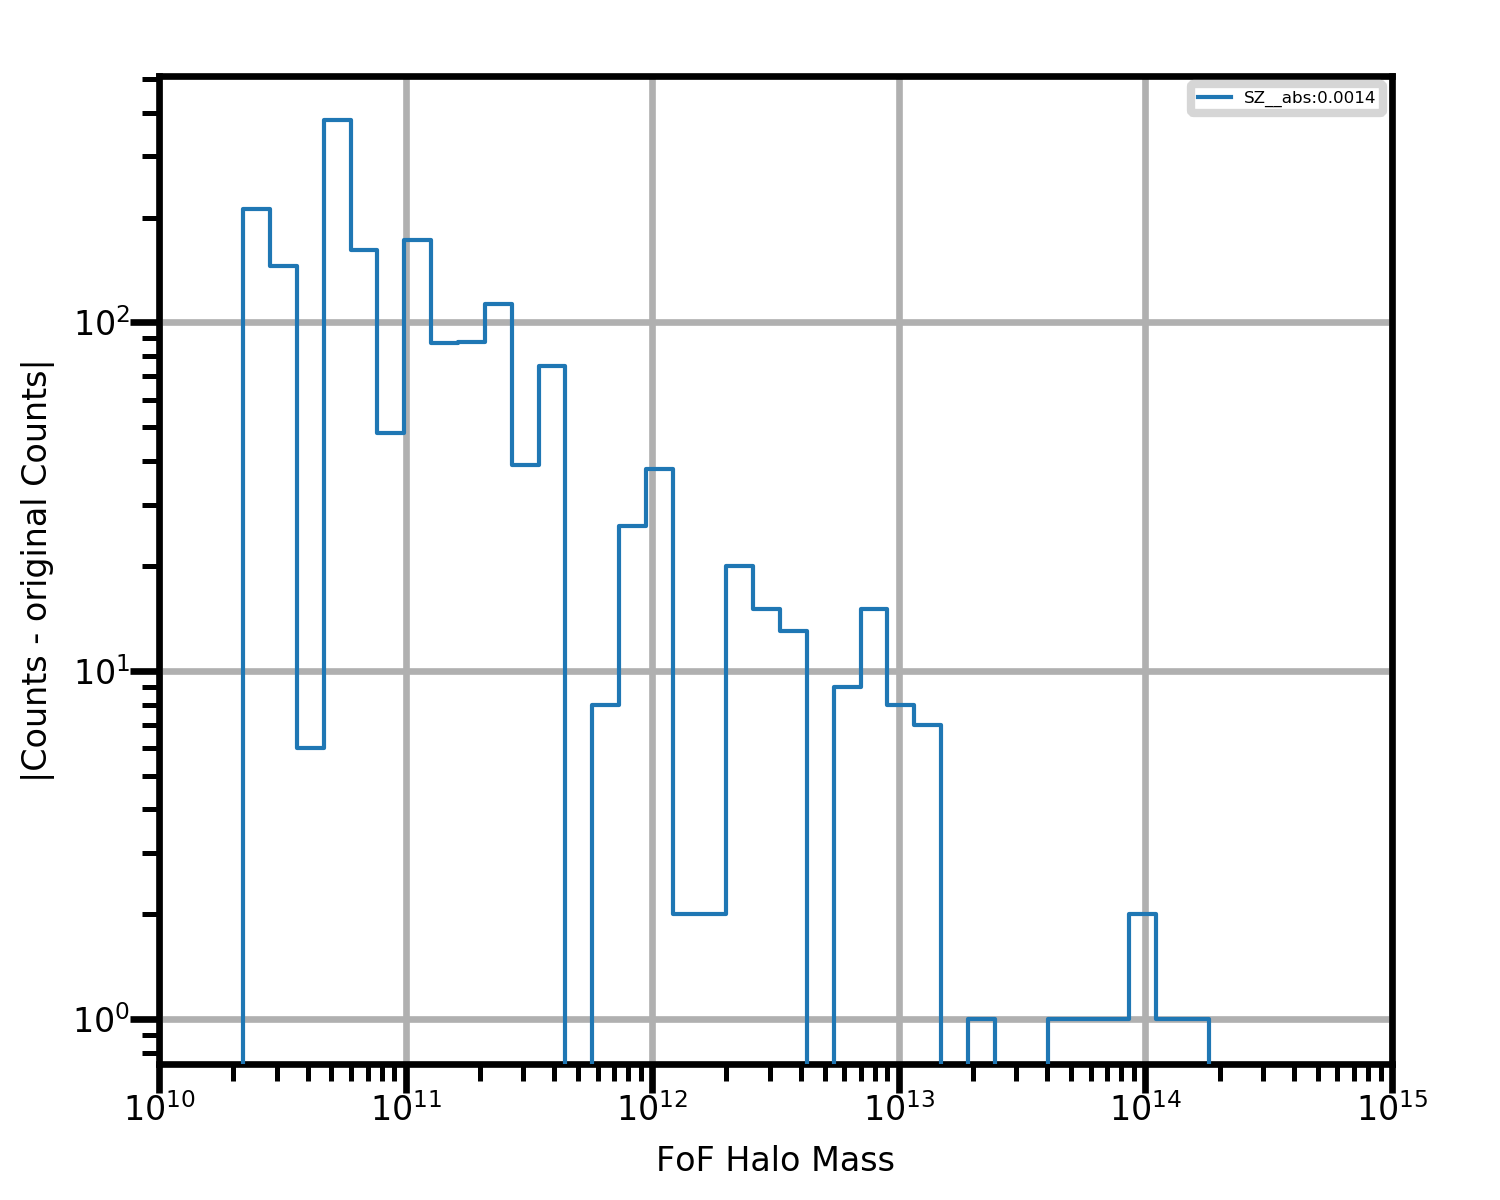 SZ__abs:0.0014
|Counts - original Counts|
10²
10¹
10⁰
10¹⁰ 10¹¹ 10¹² 10¹³ 10¹⁴ 10¹⁵
FoF Halo Mass